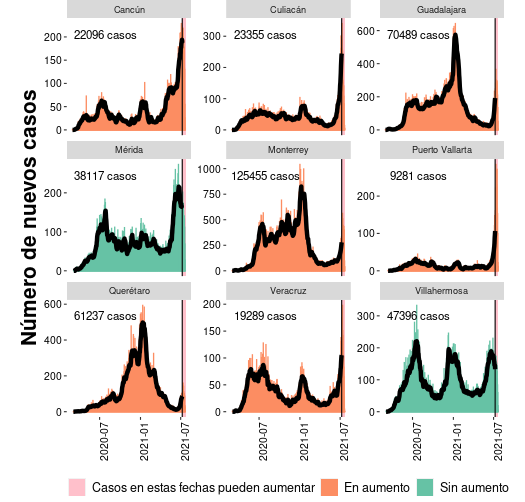 Número de nuevos casos
Cancún
Culiacán
Guadalajara
22096 casos
23355 casos
70489 casos
200
150
100
50
0
300
200
100
0
600
400
200
0
Mérida
Monterrey
Puerto Vallarta
38117 casos
125455 casos
9281 casos
200
100
0
1000
750
500
250
0
200
100
0
Querétaro
Veracruz
Villahermosa
61237 casos
19289 casos
47396 casos
600
400
200
0
200
150
100
50
0
300
200
100
0
2020-07
2021-01
2021-07
2020-07
2021-01
2021-07
2020-07
2021-01
2021-07
Casos en estas fechas pueden aumentar
En aumento
Sin aumento